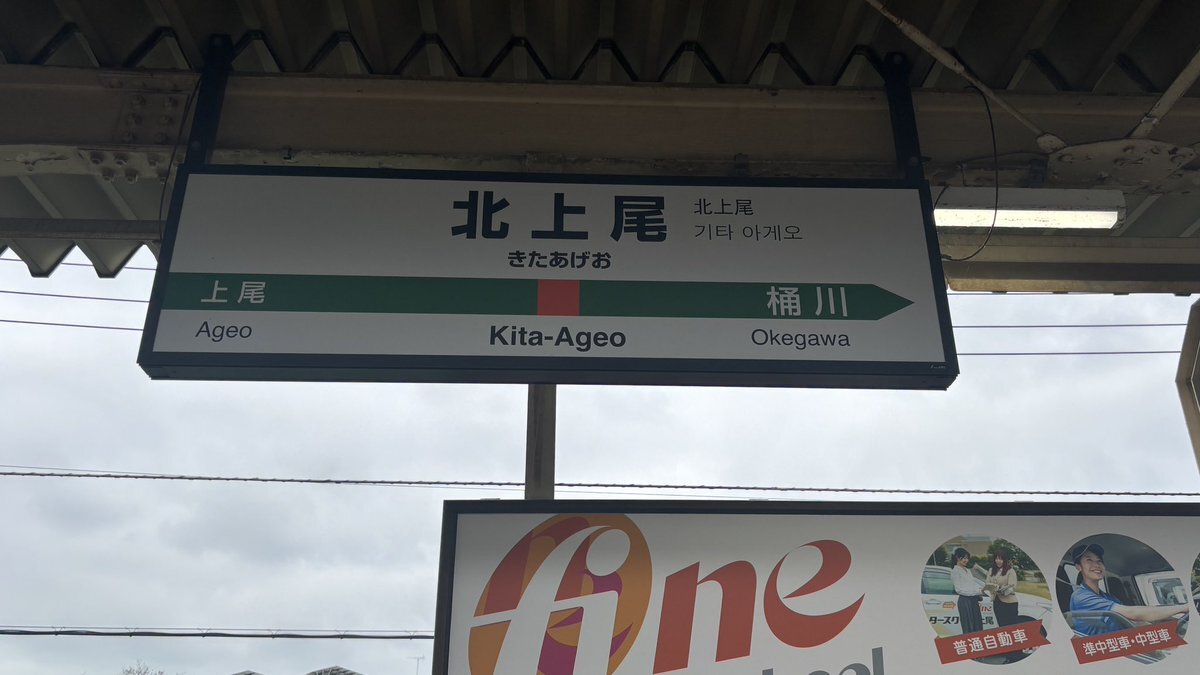 北上尾
北上尾
기타 아게오
きたあげお
上尾 桶川
Ageo Kita-Ageo Okegawa
fine
普通自動車
準中型車・中型車